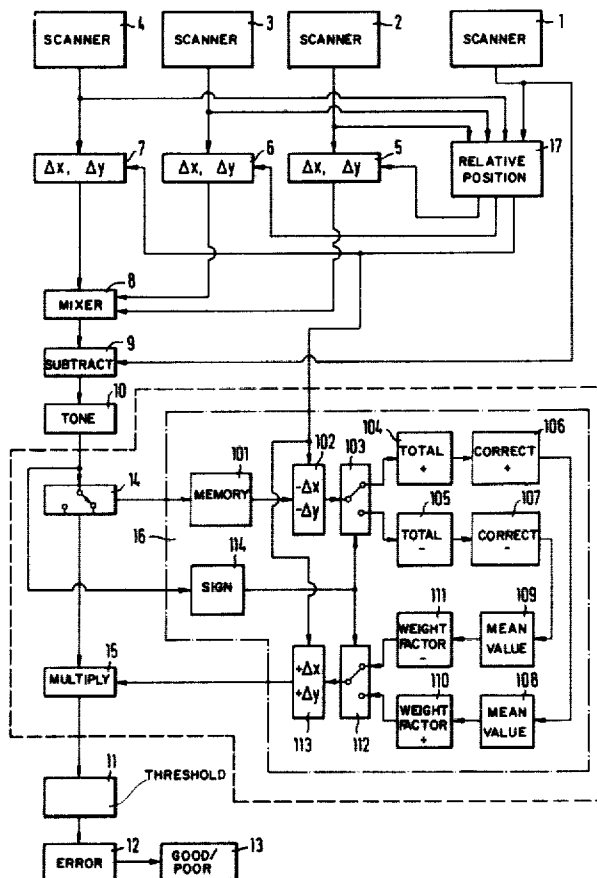 4 3 2 1
SCANNER SCANNER SCANNER SCANNER
7 6 5 17
Δx, Δy Δx, Δy Δx, Δy RELATIVE
POSITION
8
MIXER
9
SUBTRACT
10
TONE
104 106
102 103 TOTAL
+ CORRECT
+
101
14 MEMORY -Δx
-Δy
105 107
16 114 TOTAL
- CORRECT
-
SIGN
111 109
15 WEIGHT
FACTOR
- MEAN
VALUE
MULTIPLY +Δx
+Δy 110 108
113 112 WEIGHT
FACTOR
+ MEAN
VALUE
11
THRESHOLD
12 13
ERROR GOOD/
POOR